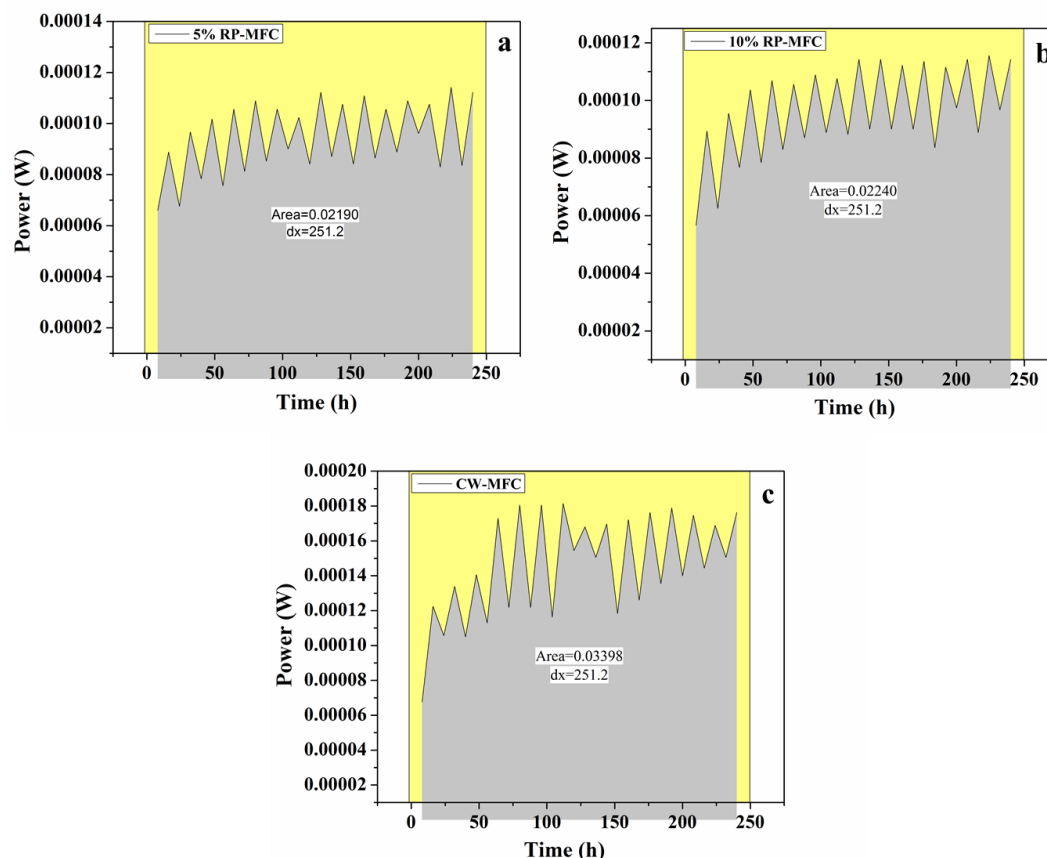 5% RP-MFC
a
0.00014
0.00012
0.00010
0.00008
0.00006
0.00004
0.00002
Power (W)
Area=0.02190
dx=251.2
0 50 100 150 200 250
Time (h)
10% RP-MFC
b
0.00012
0.00010
0.00008
0.00006
0.00004
0.00002
Power (W)
Area=0.02240
dx=251.2
0 50 100 150 200 250
Time (h)
CW-MFC
c
0.00020
0.00018
0.00016
0.00014
0.00012
0.00010
0.00008
0.00006
0.00004
0.00002
Power (W)
Area=0.03398
dx=251.2
0 50 100 150 200 250
Time (h)